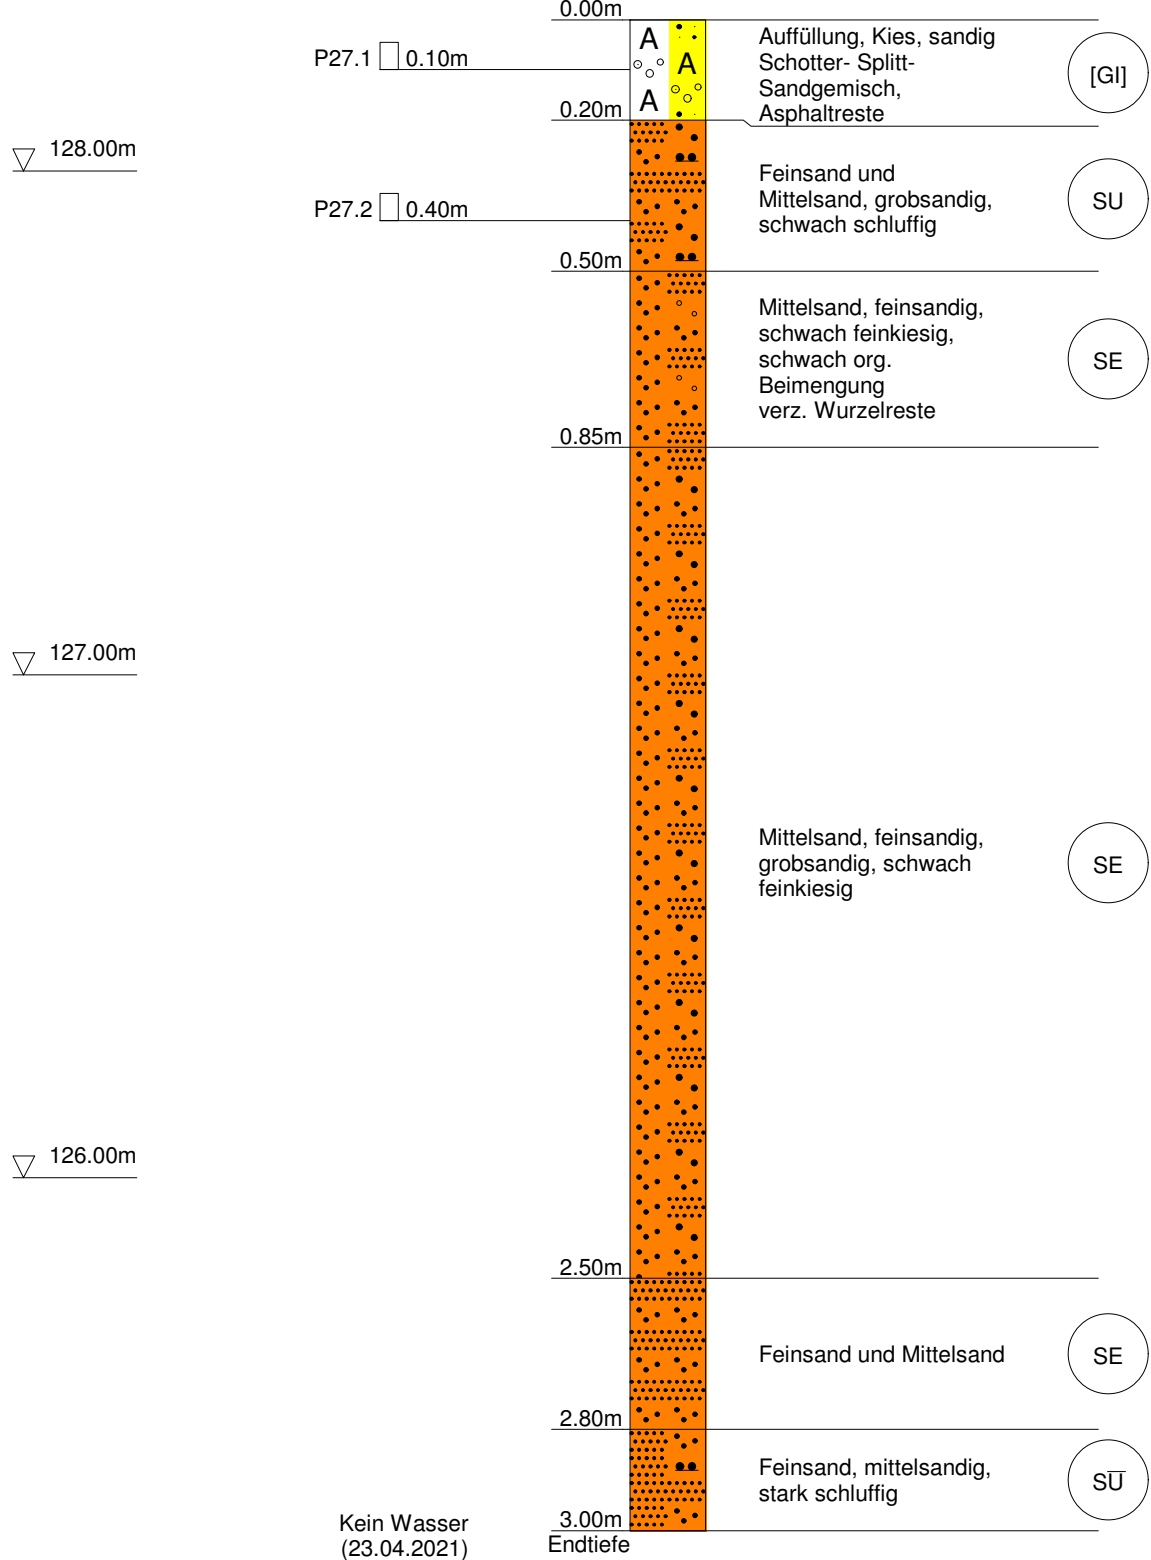 0.00m
A
A
A
Auffüllung, Kies, sandig
Schotter- Splitt-
Sandgemisch,
Asphaltreste
[GI]
P27.1 0.10m
0.20m
128.00m
Feinsand und
Mittelsand, grobsandig,
schwach schluffig
SU
P27.2 0.40m
0.50m
Mittelsand, feinsandig,
schwach feinkiesig,
schwach org.
Beimengung
verz. Wurzelreste
SE
0.85m
127.00m
Mittelsand, feinsandig,
grobsandig, schwach
feinkiesig
SE
126.00m
2.50m
Feinsand und Mittelsand
SE
2.80m
Feinsand, mittelsandig,
stark schluffig
SU̅
3.00m
Endtiefe
Kein Wasser
(23.04.2021)